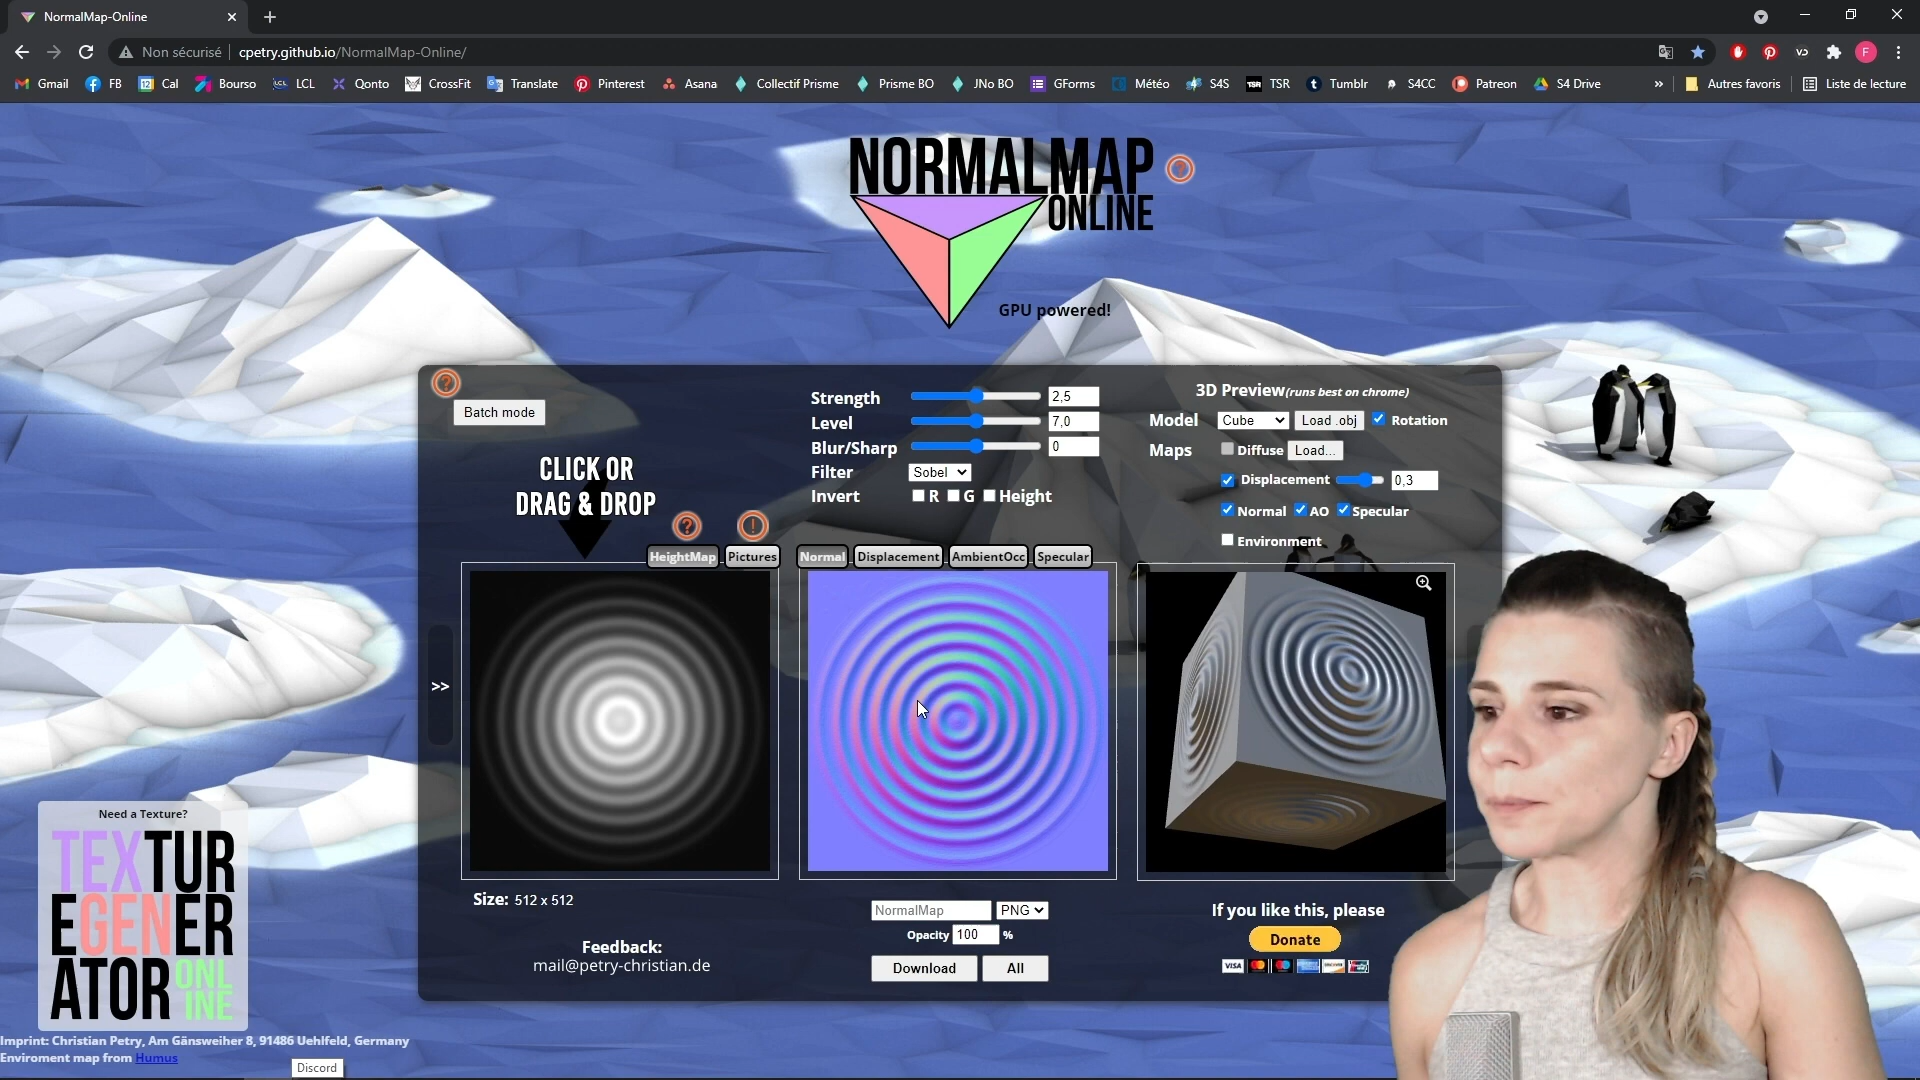 NormalMap-Online
Non sécurisé cpetry.github.io/NormalMap-Online/
Gmail FB Cal Bourso LCL Qonto CrossFit Translate Pinterest Asana Collectif Prisme Prisme BO JNo BO GForms Météo S4S TSR Tumblr S4CC Patreon S4 Drive » Autres favoris Liste de lecture
NORMALMAP
ONLINE
GPU powered!
Batch mode
CLICK OR
DRAG & DROP
HeightMap Pictures
>>
Size: 512 x 512
Feedback:
mail@petry-christian.de
Strength 2,5
Level 7,0
Blur/Sharp 0
Filter Sobel
Invert R G Height
Normal Displacement AmbientOcc Specular
NormalMap PNG
Opacity 100 %
Download All
3D Preview(runs best on chrome)
Model Cube Load .obj Rotation
Maps Diffuse Load...
Displacement 0,3
Normal AO Specular
Environment
If you like this, please
Donate
VISA
Need a Texture?
TEXTUR
EGENER
ATOR ONL
INE
Imprint: Christian Petry, Am Gänsweiher 8, 91486 Uehlfeld, Germany
Enviroment map from Humus
Discord